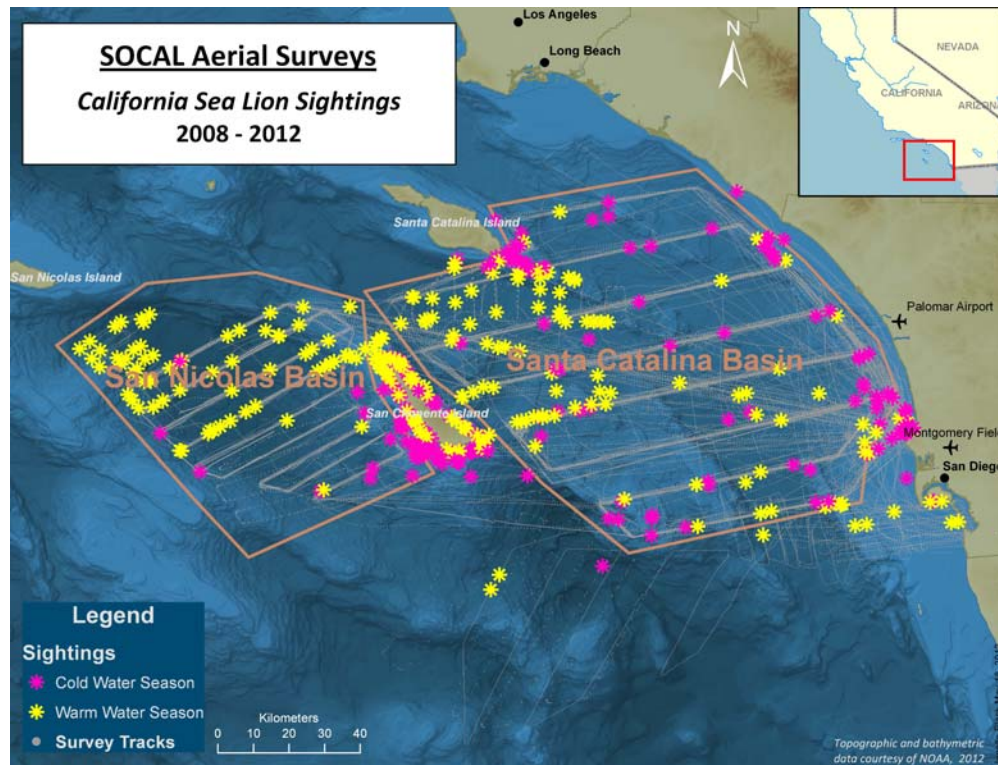 SOCAL Aerial Surveys
California Sea Lion Sightings
2008 - 2012
Los Angeles
Long Beach
N
NEVADA
CALIFORNIA
ARIZONA
Santa Catalina Island
San Nicolas Island
Palomar Airport
Santa Catalina Basin
San Nicolas Basin
San Clemente Island
Montgomery Field
San Diego
Legend
Sightings
Cold Water Season
Warm Water Season
Survey Tracks
Kilometers
0 10 20 40
Topographic and bathymetric
data courtesy of NOAA, 2012